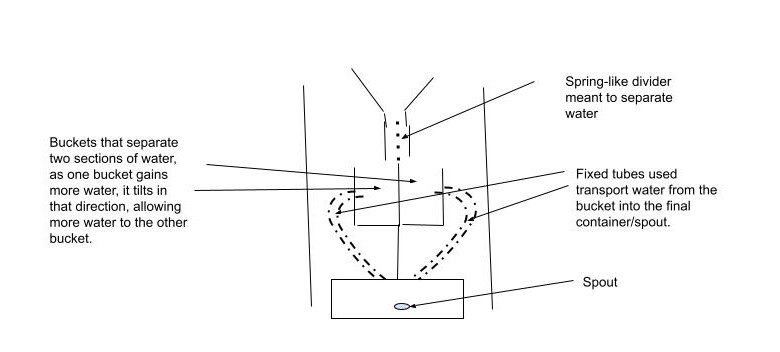 Spring-like divider
meant to separate
water
Buckets that separate
two sections of water,
as one bucket gains
more water, it tilts in
that direction, allowing
more water to the other
bucket.
Fixed tubes used
transport water from the
bucket into the final
container/spout.
Spout